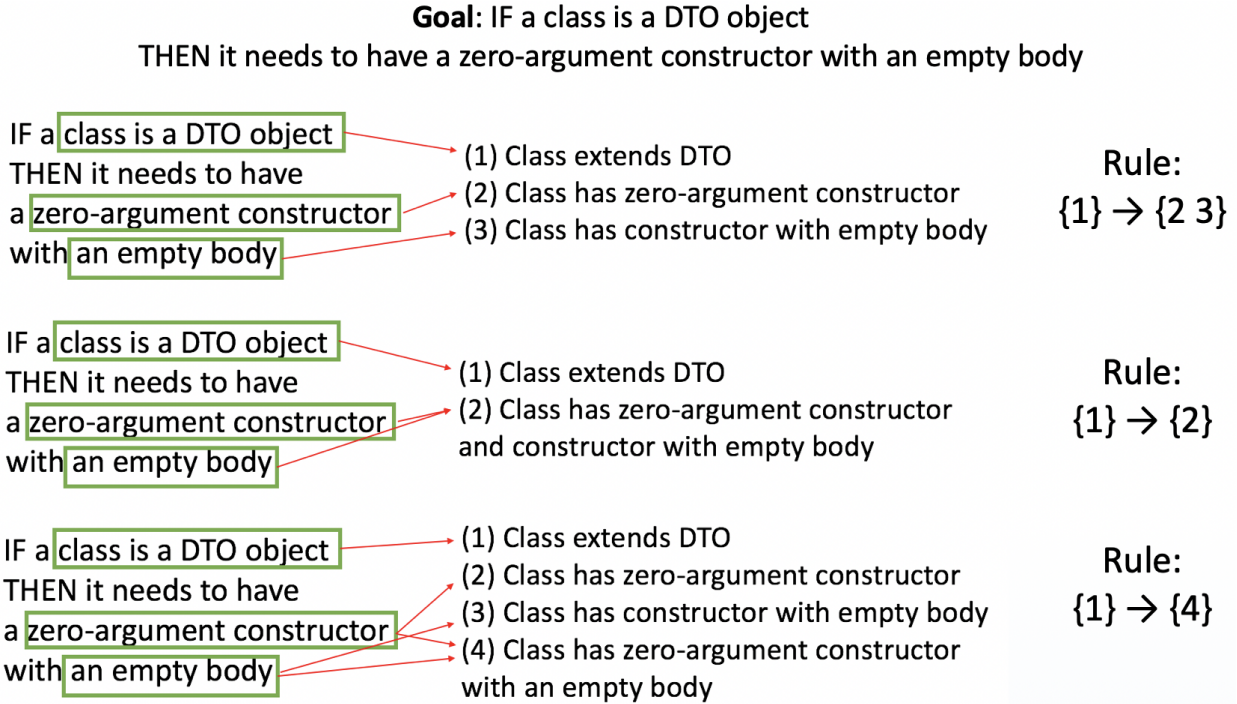 Goal: IF a class is a DTO object
THEN it needs to have a zero-argument constructor with an empty body
IF a class is a DTO object
THEN it needs to have
a zero-argument constructor
with an empty body
(1) Class extends DTO
(2) Class has zero-argument constructor
(3) Class has constructor with empty body
Rule:
{1} → {2 3}
IF a class is a DTO object
THEN it needs to have
a zero-argument constructor
with an empty body
(1) Class extends DTO
(2) Class has zero-argument constructor
and constructor with empty body
Rule:
{1} → {2}
IF a class is a DTO object
THEN it needs to have
a zero-argument constructor
with an empty body
(1) Class extends DTO
(2) Class has zero-argument constructor
(3) Class has constructor with empty body
(4) Class has zero-argument constructor
with an empty body
Rule:
{1} → {4}